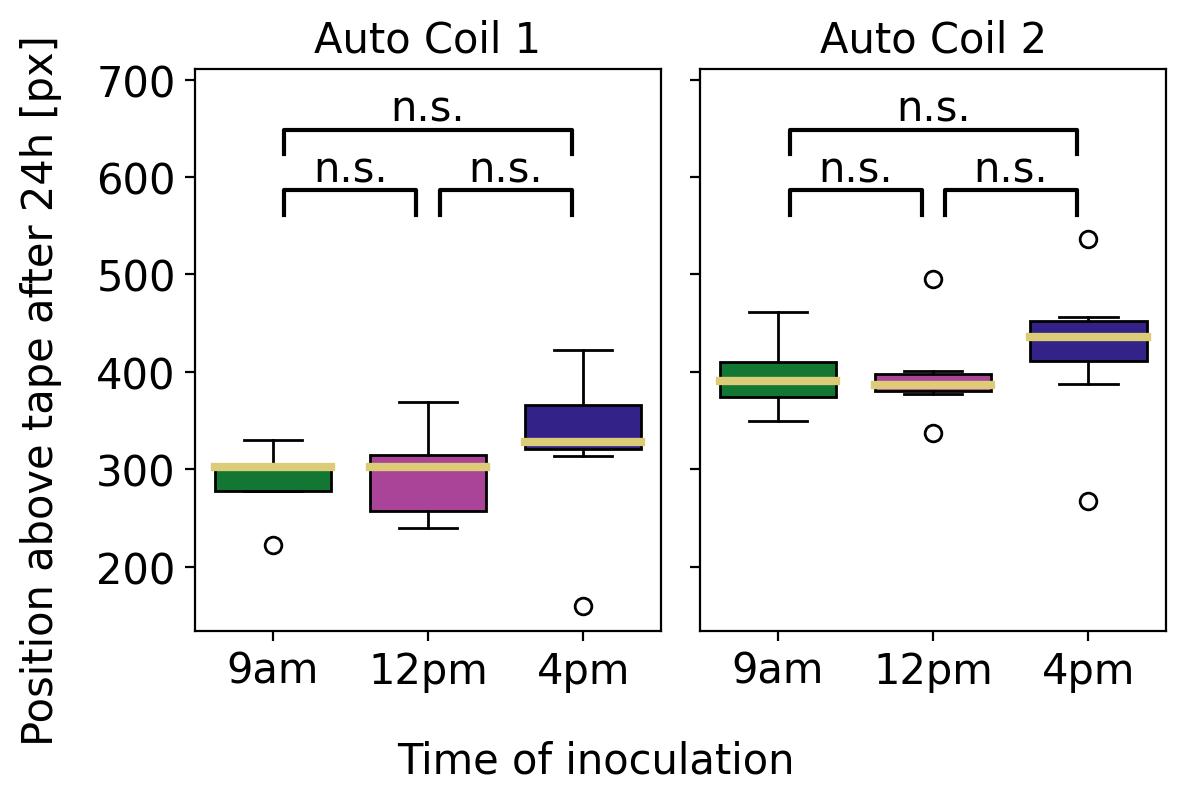 Auto Coil 1
Auto Coil 2
Position above tape after 24h [px]
700
600
500
400
300
200
n.s.
n.s.
n.s.
n.s.
n.s.
n.s.
9am
12pm
4pm
9am
12pm
4pm
Time of inoculation